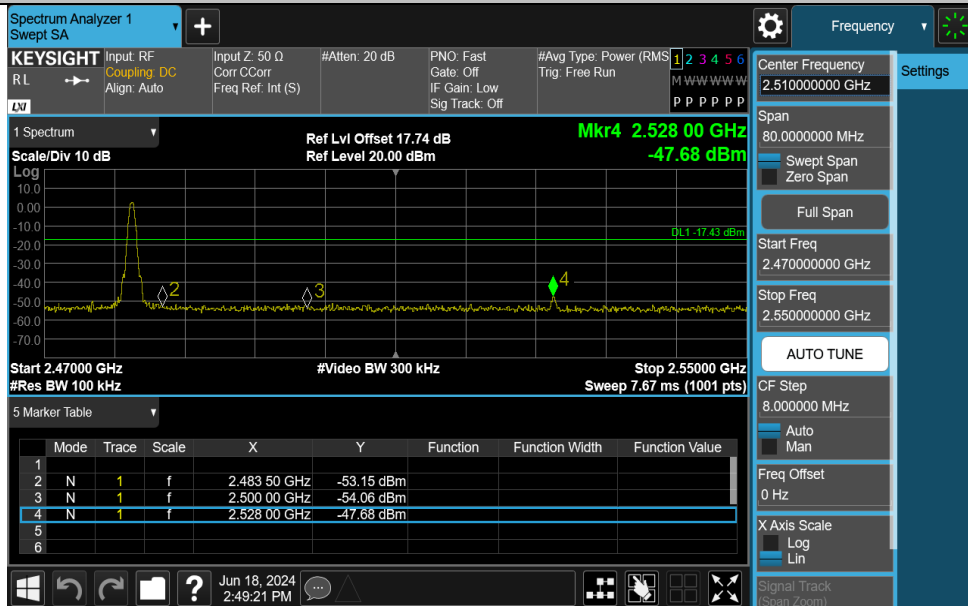 Spectrum Analyzer 1
Swept SA
Frequency
KEYSIGHT
RL
LXI
Input: RF
Coupling: DC
Align: Auto
Input Z: 50 Ω
Corr CCorr
Freq Ref: Int (S)
#Atten: 20 dB
PNO: Fast
Gate: Off
IF Gain: Low
Sig Track: Off
#Avg Type: Power (RMS
Trig: Free Run
1 2 3 4 5 6
M W W W W W
P P P P P P
1 Spectrum
Scale/Div 10 dB
Log
Ref Lvl Offset 17.74 dB
Ref Level 20.00 dBm
Mkr4 2.528 00 GHz
-47.68 dBm
10.0
0.00
-10.0
-20.0
-30.0
-40.0
-50.0
-60.0
-70.0
DL1 -17.43 dBm
2
3
4
Start 2.47000 GHz
#Res BW 100 kHz
#Video BW 300 kHz
Stop 2.55000 GHz
Sweep 7.67 ms (1001 pts)
5 Marker Table
Mode Trace Scale X Y Function Function Width Function Value
1
2 N 1 f 2.483 50 GHz -53.15 dBm
3 N 1 f 2.500 00 GHz -54.06 dBm
4 N 1 f 2.528 00 GHz -47.68 dBm
5
6
?
Jun 18, 2024
2:49:21 PM
Center Frequency
2.510000000 GHz
Settings
Span
80.0000000 MHz
Swept Span
Zero Span
Full Span
Start Freq
2.470000000 GHz
Stop Freq
2.550000000 GHz
AUTO TUNE
CF Step
8.000000 MHz
Auto
Man
Freq Offset
0 Hz
X Axis Scale
Log
Lin
Signal Track
(Span Zoom)